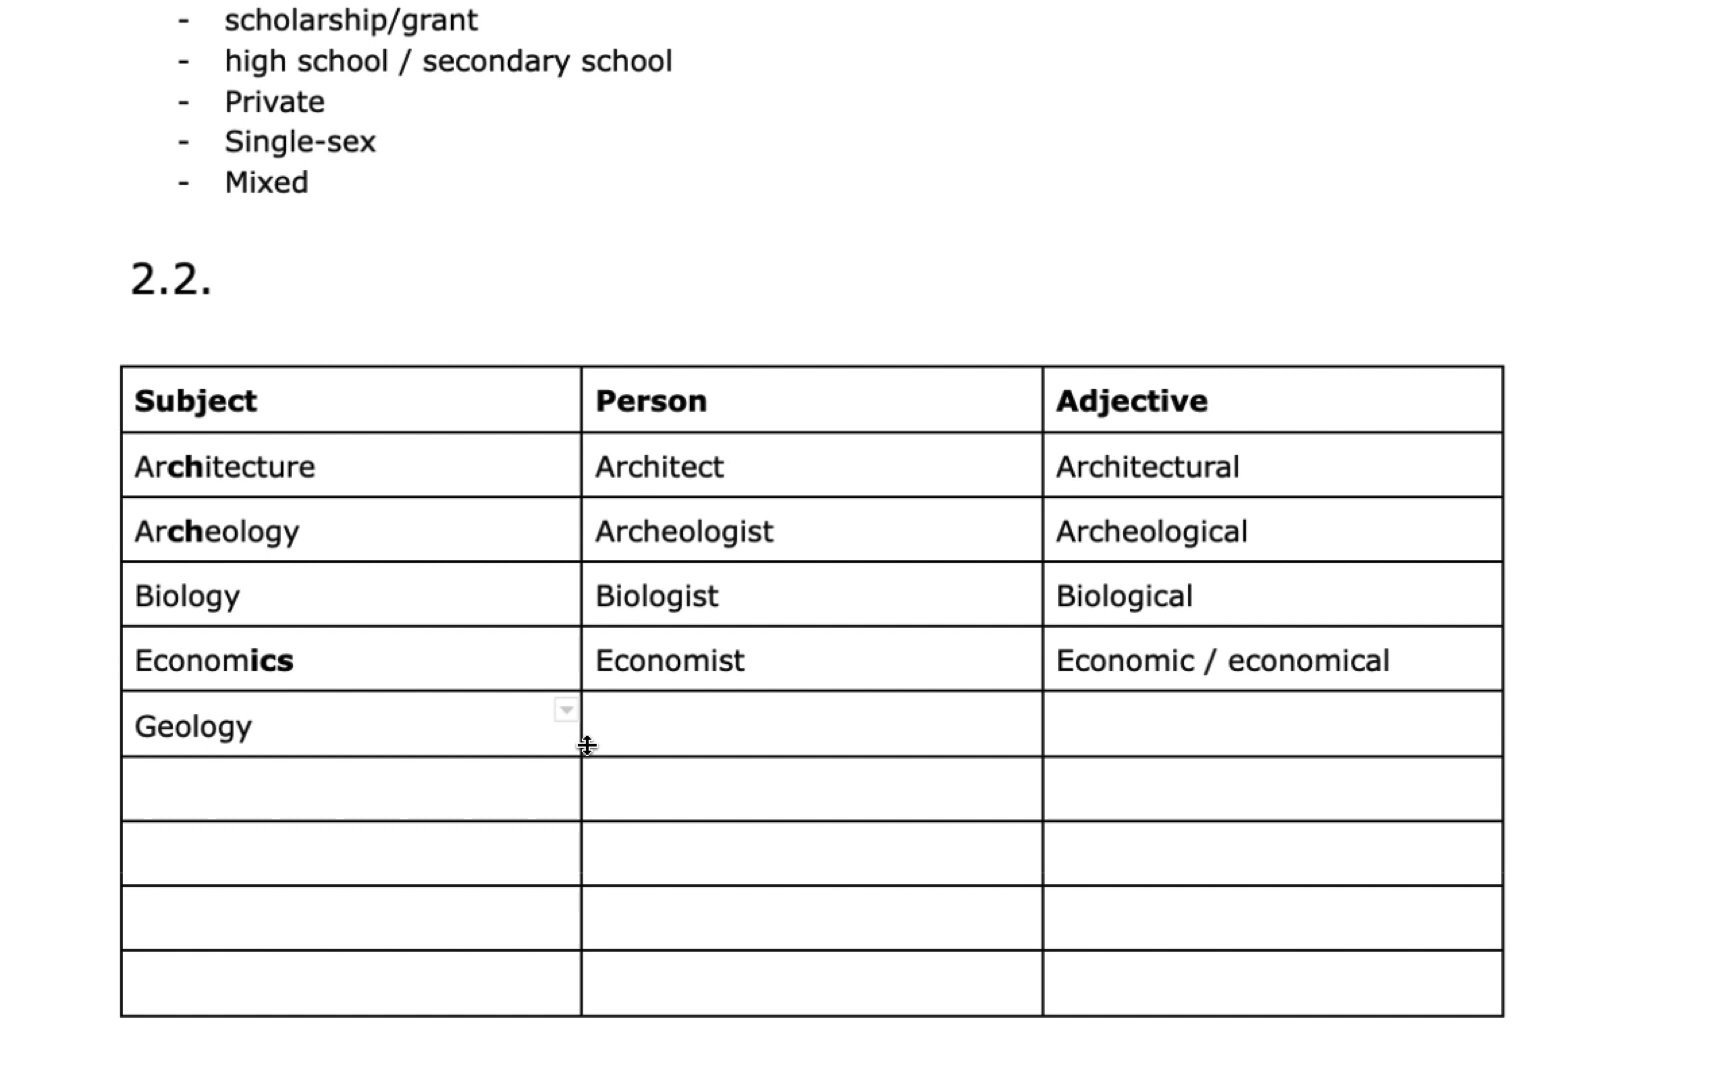 - scholarship/grant
- high school / secondary school
- Private
- Single-sex
- Mixed
2.2.
Subject Person Adjective
Architecture Architect Architectural
Archeology Archeologist Archeological
Biology Biologist Biological
Economics Economist Economic / economical
Geology